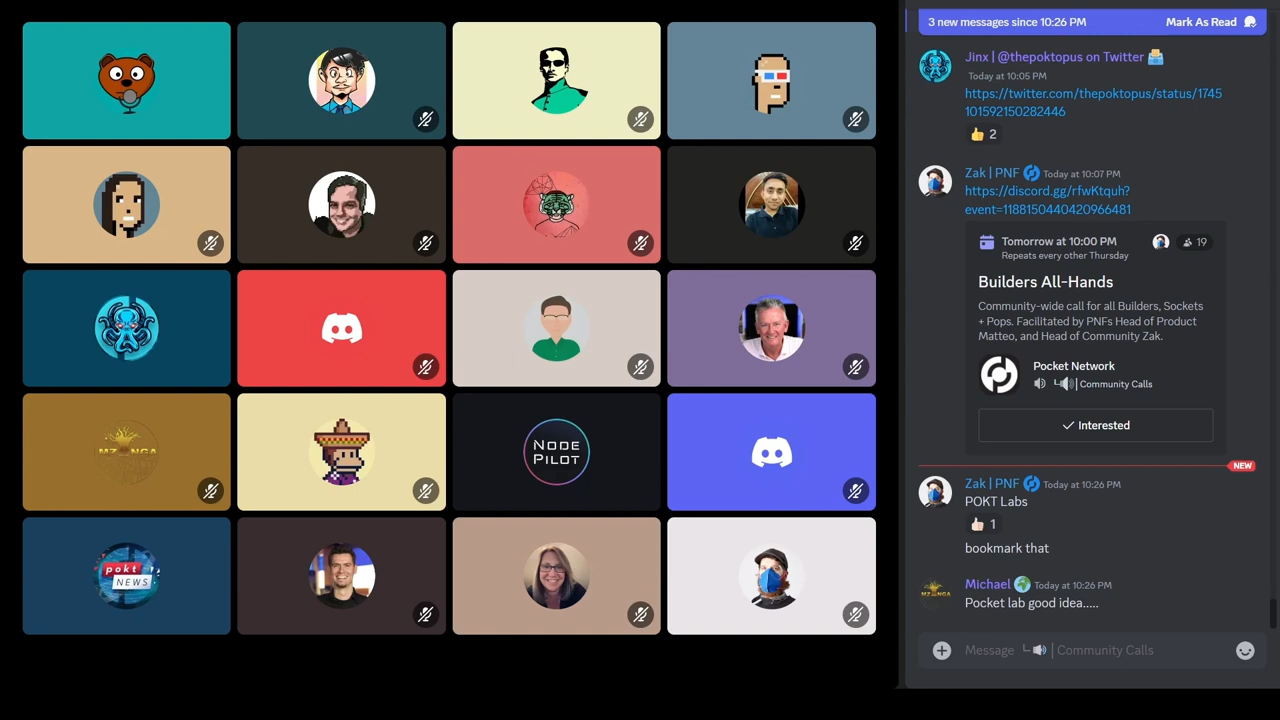 3 new messages since 10:26 PM Mark As Read
Jinx | @thepoktopus on Twitter
Today at 10:05 PM
https://twitter.com/thepoktopus/status/1745
101592150282446
2
Zak | PNF Today at 10:07 PM
https://discord.gg/rfwKtquh?
event=1188150440420966481
Tomorrow at 10:00 PM 19
Repeats every other Thursday
Builders All-Hands
Community-wide call for all Builders, Sockets
+ Pops. Facilitated by PNFs Head of Product
Matteo, and Head of Community Zak.
Pocket Network
Community Calls
Interested
NEW
Zak | PNF Today at 10:26 PM
POKT Labs
1
bookmark that
Michael Today at 10:26 PM
Pocket lab good idea.....
Message Community Calls
NODE
PILOT
pokt
NEWS